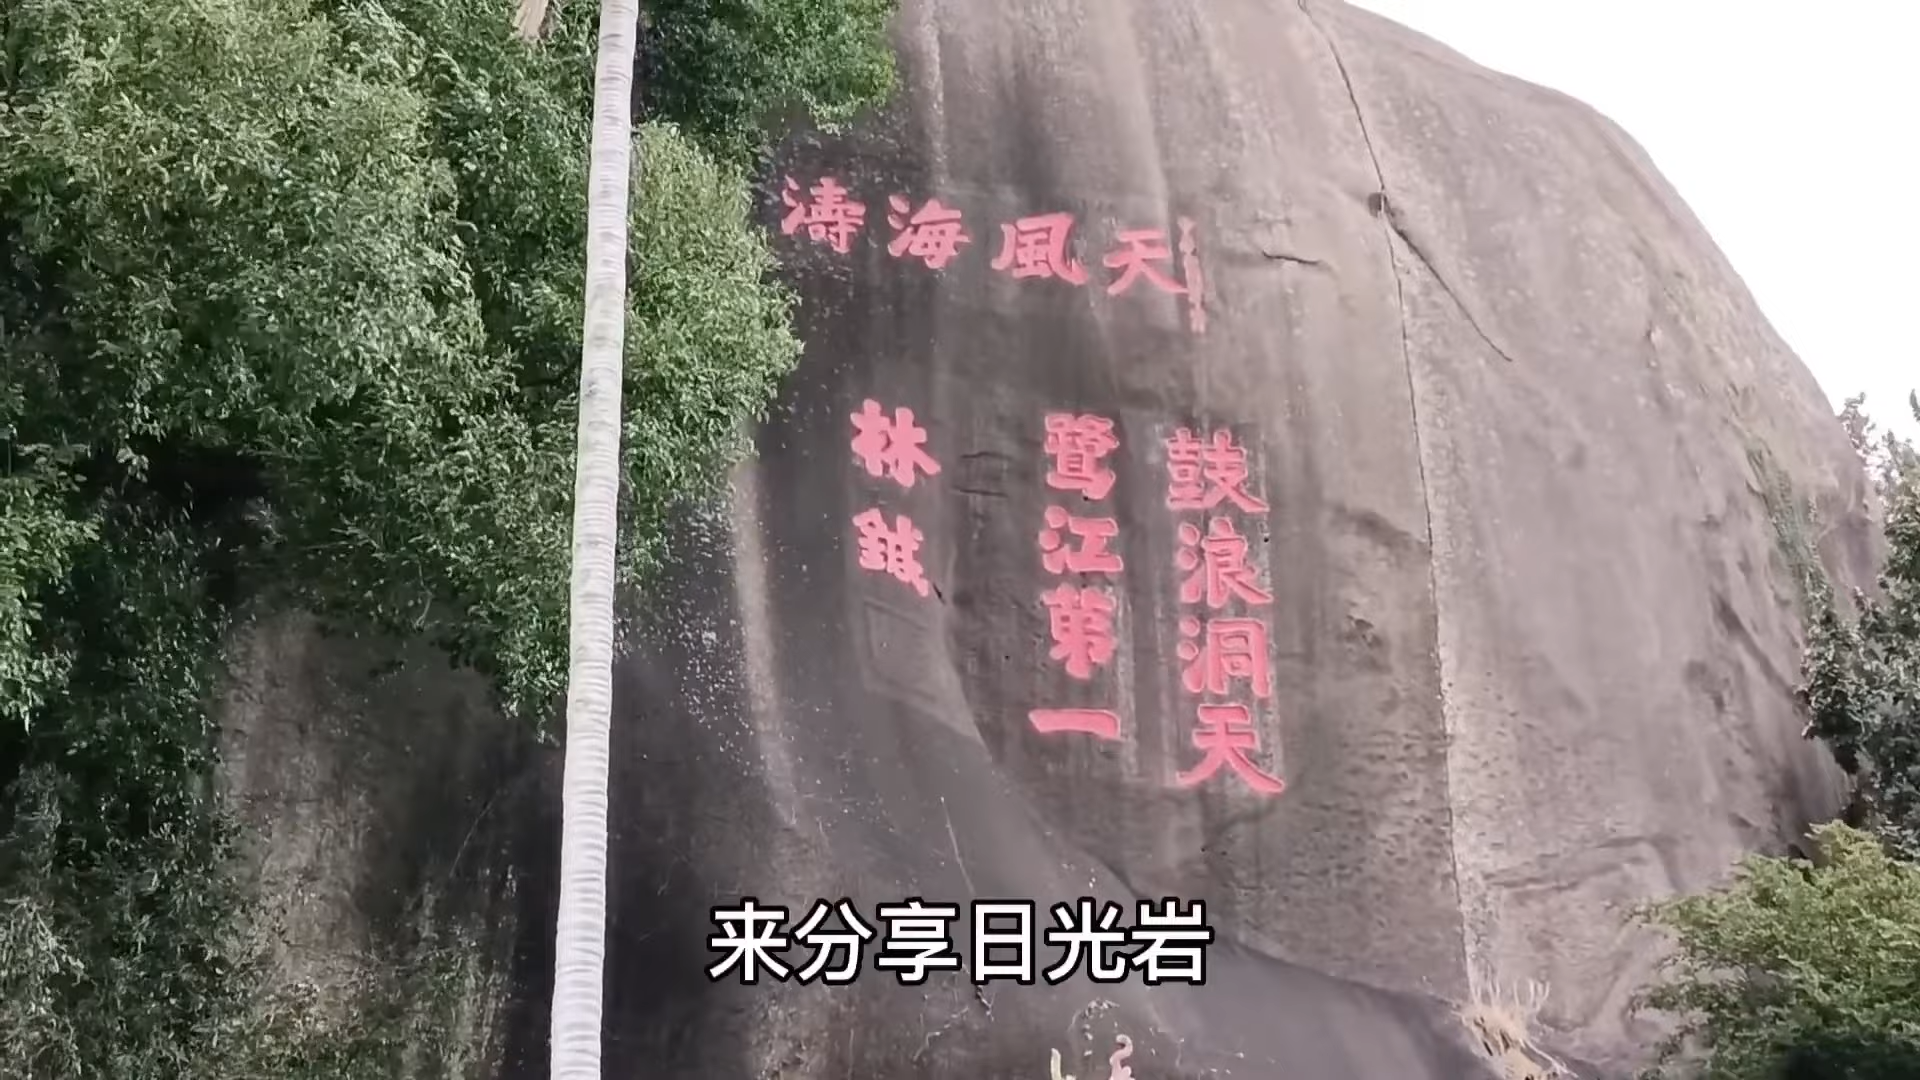 天風海濤
鼓浪洞天
鷺江第一
林鍼
来分享日光岩